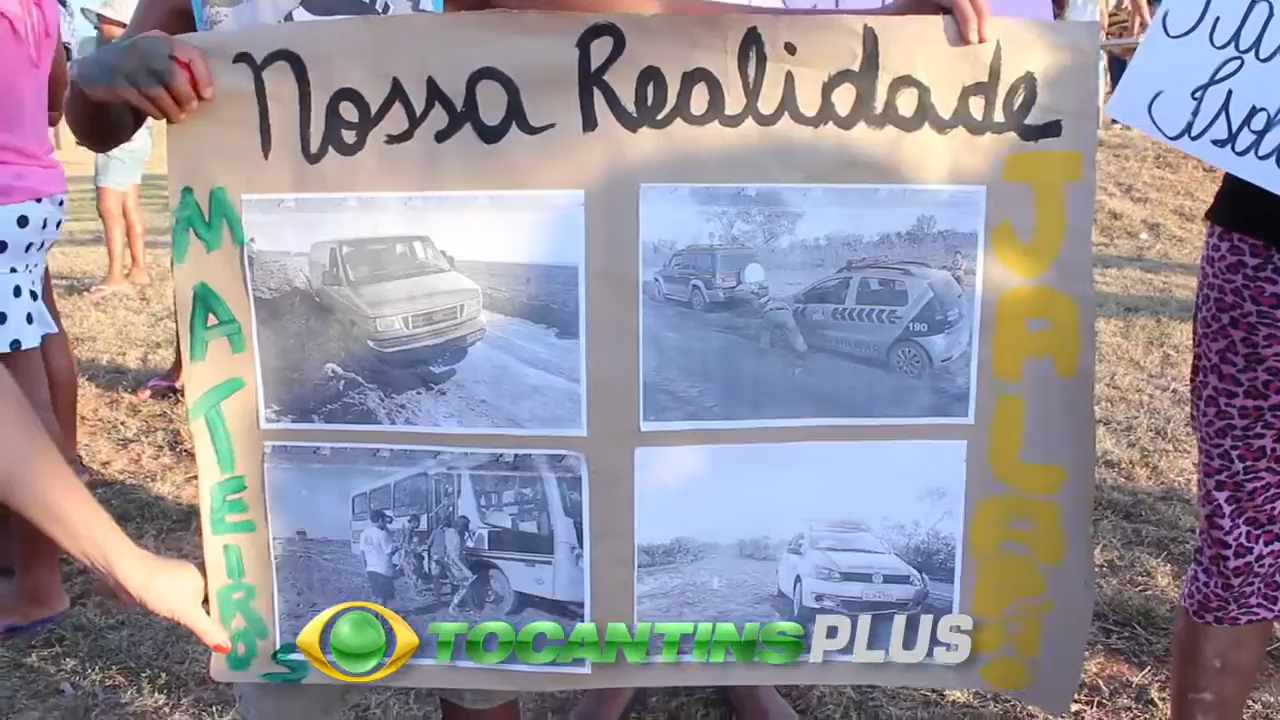 Nossa Realidade
MATEIROS
JALAPÃO
190
TOCANTINS PLUS